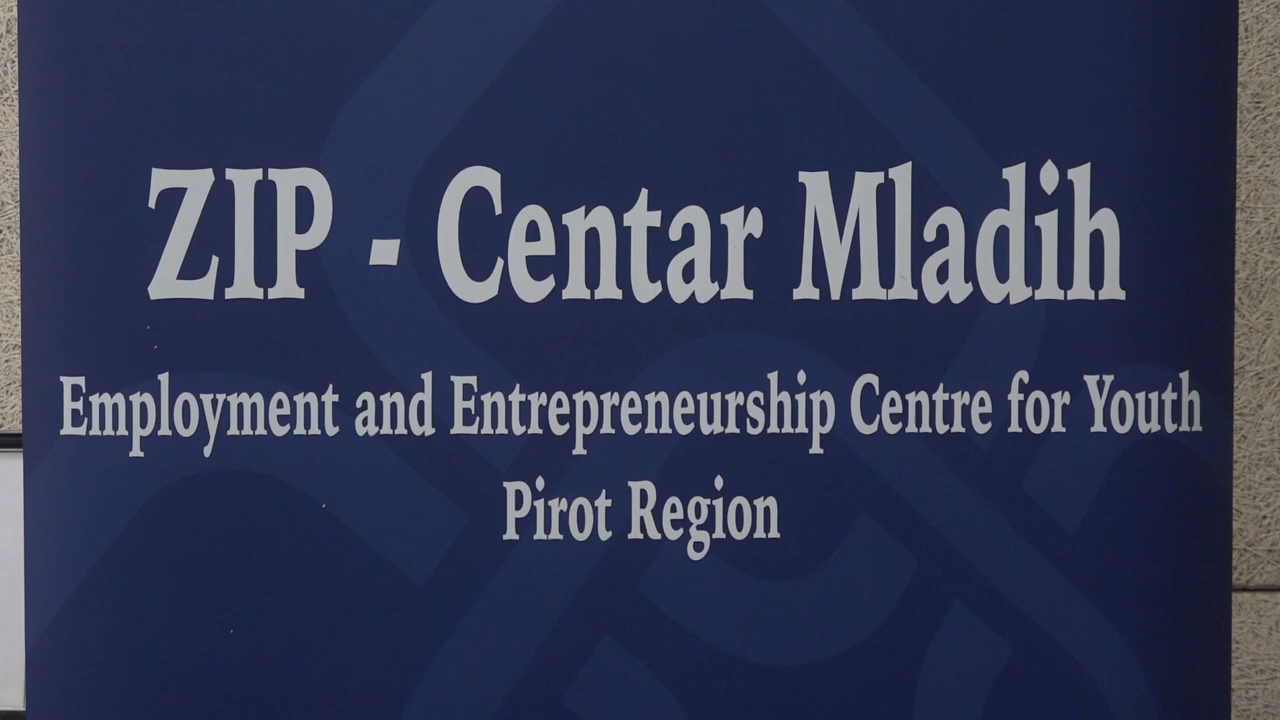 ZIP - Centar Mladih
Employment and Entrepreneurship Centre for Youth
Pirot Region